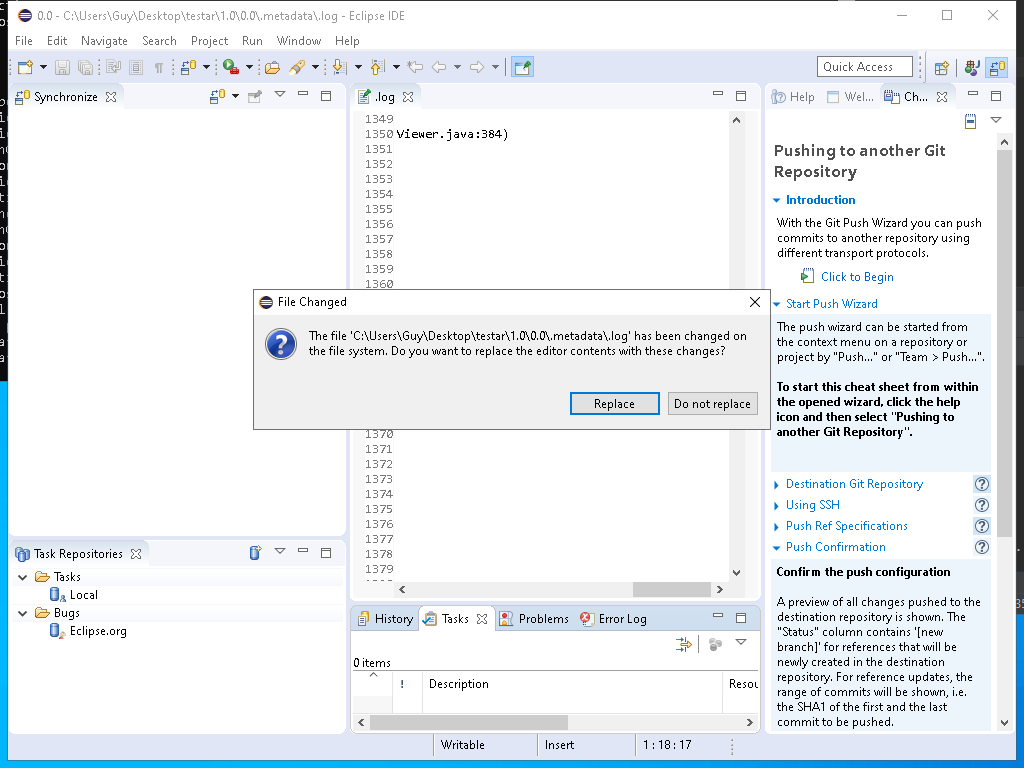 0.0 - C:\Users\Guy\Desktop\testar\1.0\0.0\.metadata\.log - Eclipse IDE
File Edit Navigate Search Project Run Window Help
Quick Access
Synchronize
.log
Help Wel... Ch...
1349
1350 Viewer.java:384)
1351
1352
1353
1354
1355
1356
1357
1358
1359
1360
File Changed
The file 'C:\Users\Guy\Desktop\testar\1.0\0.0\.metadata\.log' has been changed on
the file system. Do you want to replace the editor contents with these changes?
Replace Do not replace
1370
1371
1372
1373
1374
1375
1376
1377
1378
1379
Pushing to another Git
Repository
Introduction
With the Git Push Wizard you can push
commits to another repository using
different transport protocols.
Click to Begin
Start Push Wizard
The push wizard can be started from
the context menu on a repository or
project by "Push..." or "Team > Push...".
To start this cheat sheet from within
the opened wizard, click the help
icon and then select "Pushing to
another Git Repository".
Destination Git Repository
Using SSH
Push Ref Specifications
Push Confirmation
Confirm the push configuration
A preview of all changes pushed to the
destination repository is shown. The
"Status" column contains '[new
branch]' for references that will be
newly created in the destination
repository. For reference updates, the
range of commits will be shown, i.e.
the SHA1 of the first and the last
commit to be pushed.
Task Repositories
Tasks
Local
Bugs
Eclipse.org
History Tasks Problems Error Log
0 items
! Description Resou
Writable Insert 1:18:17